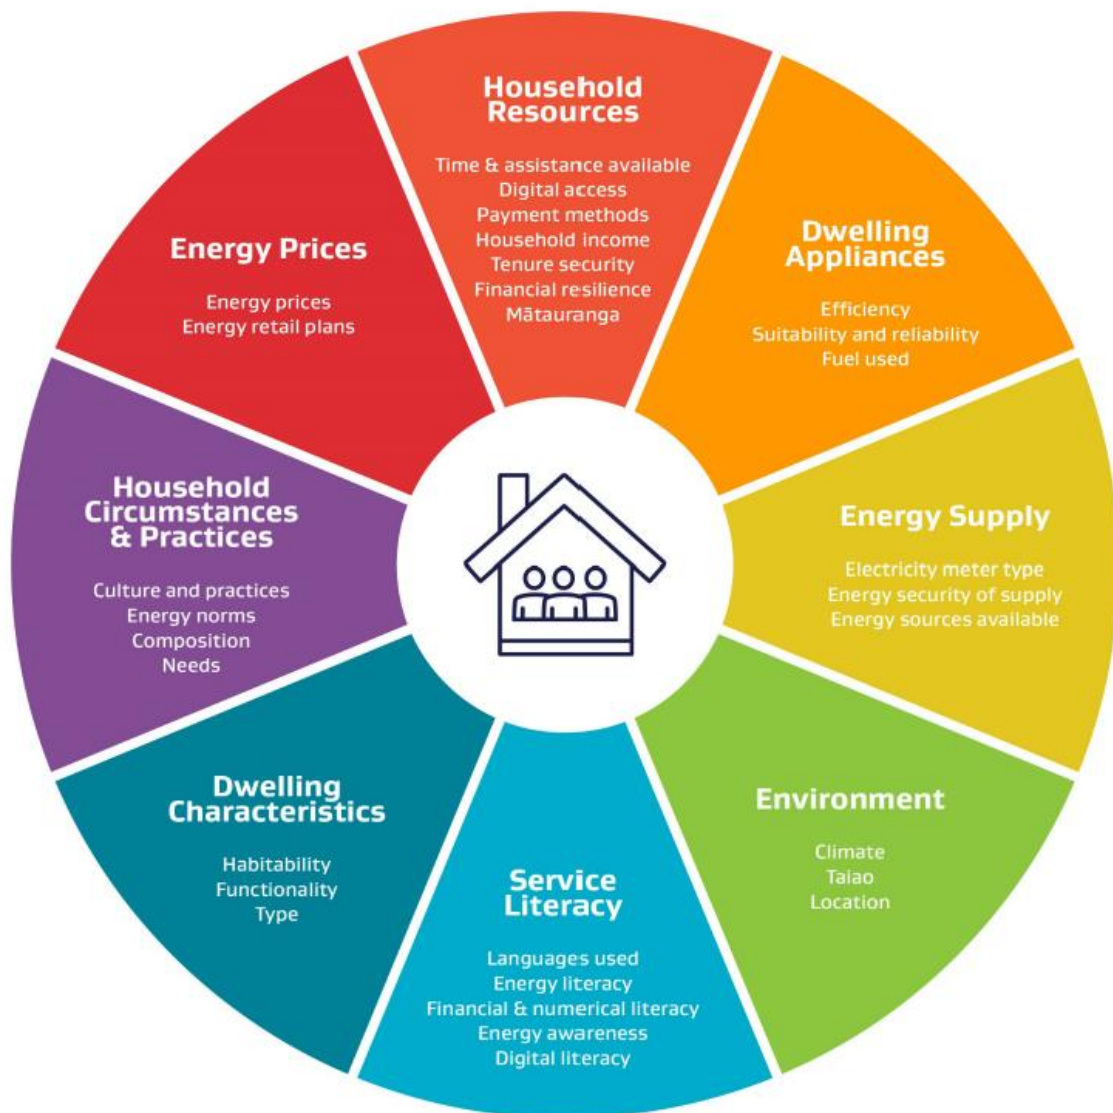 Household
Resources
Time & assistance available
Digital access
Payment methods
Household income
Tenure security
Financial resilience
Mātauranga
Dwelling
Appliances
Efficiency
Suitability and reliability
Fuel used
Energy Supply
Electricity meter type
Energy security of supply
Energy sources available
Environment
Climate
Taiao
Location
Service
Literacy
Languages used
Energy literacy
Financial & numerical literacy
Energy awareness
Digital literacy
Dwelling
Characteristics
Habitability
Functionality
Type
Household
Circumstances
& Practices
Culture and practices
Energy norms
Composition
Needs
Energy Prices
Energy prices
Energy retail plans